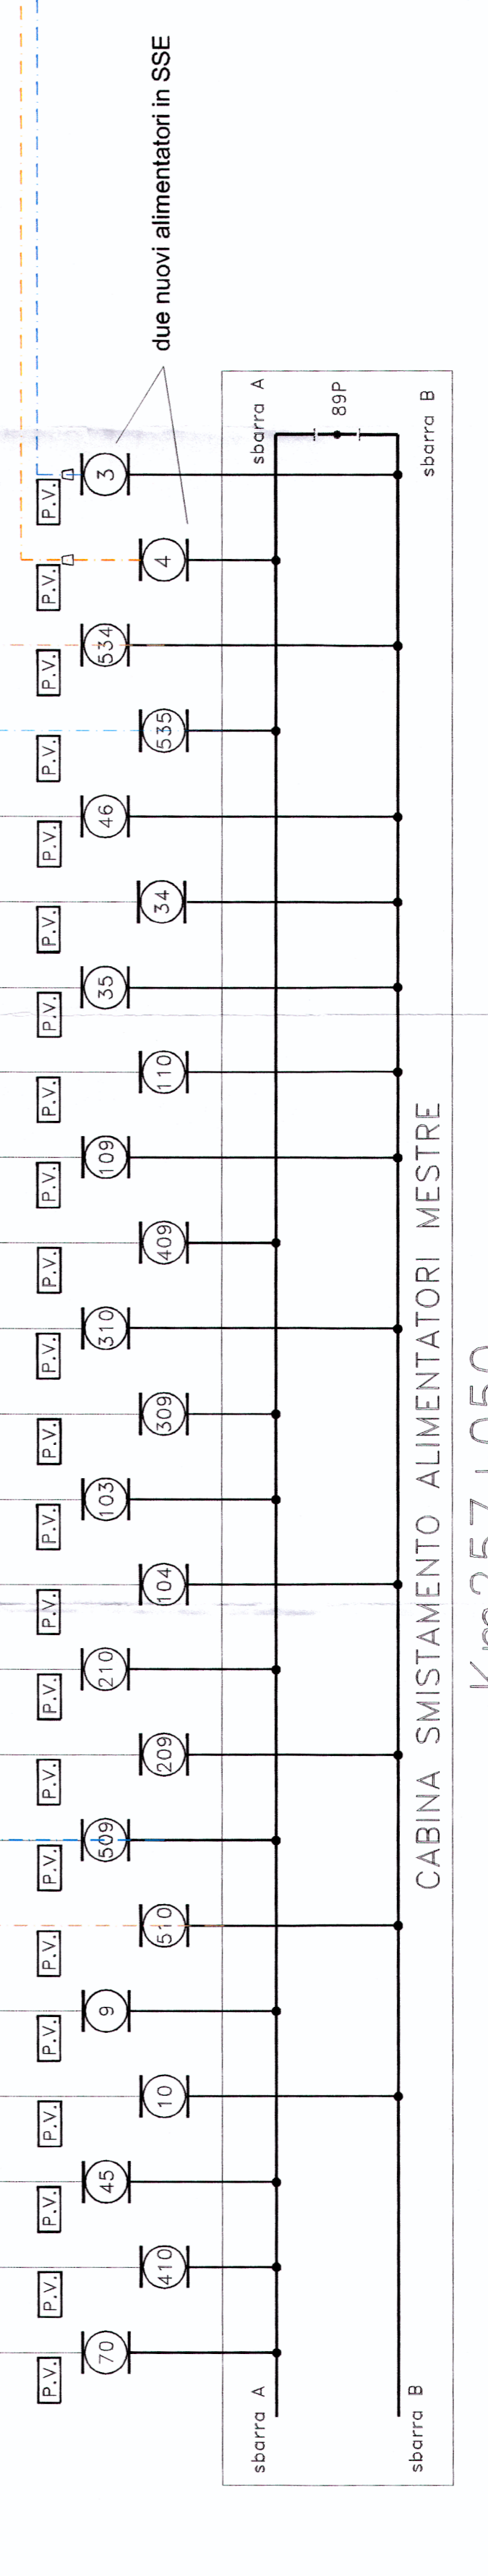 P.V. P.V. P.V. P.V. P.V. P.V. P.V. P.V. P.V. P.V. P.V. P.V. P.V. P.V. P.V. P.V. P.V. P.V. P.V. P.V. P.V. P.V. P.V.
70 45 9 509 210 103 310 109 35 46 534 3
410 10 510 209 104 309 409 110 34 535 4
due nuovi alimentatori in SSE
sbarra A
sbarra A
89P
sbarra B
sbarra B
CABINA SMISTAMENTO ALIMENTATORI MESTRE